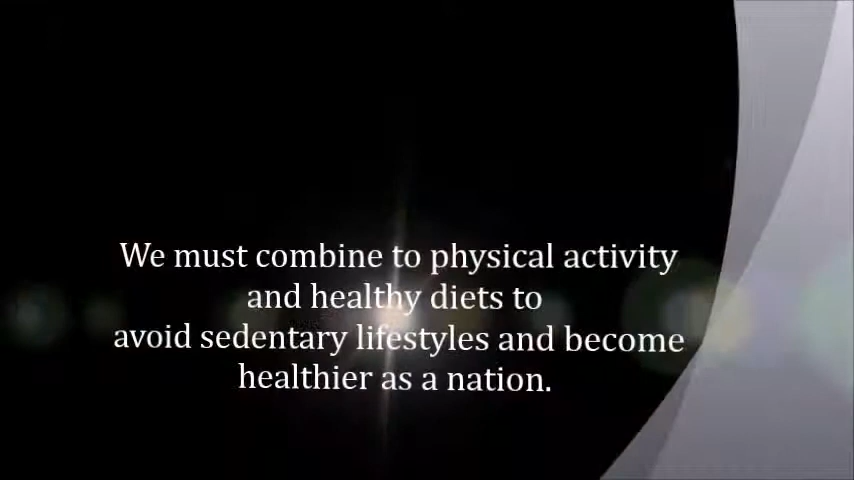 We must combine to physical activity
and healthy diets to
avoid sedentary lifestyles and become
healthier as a nation.